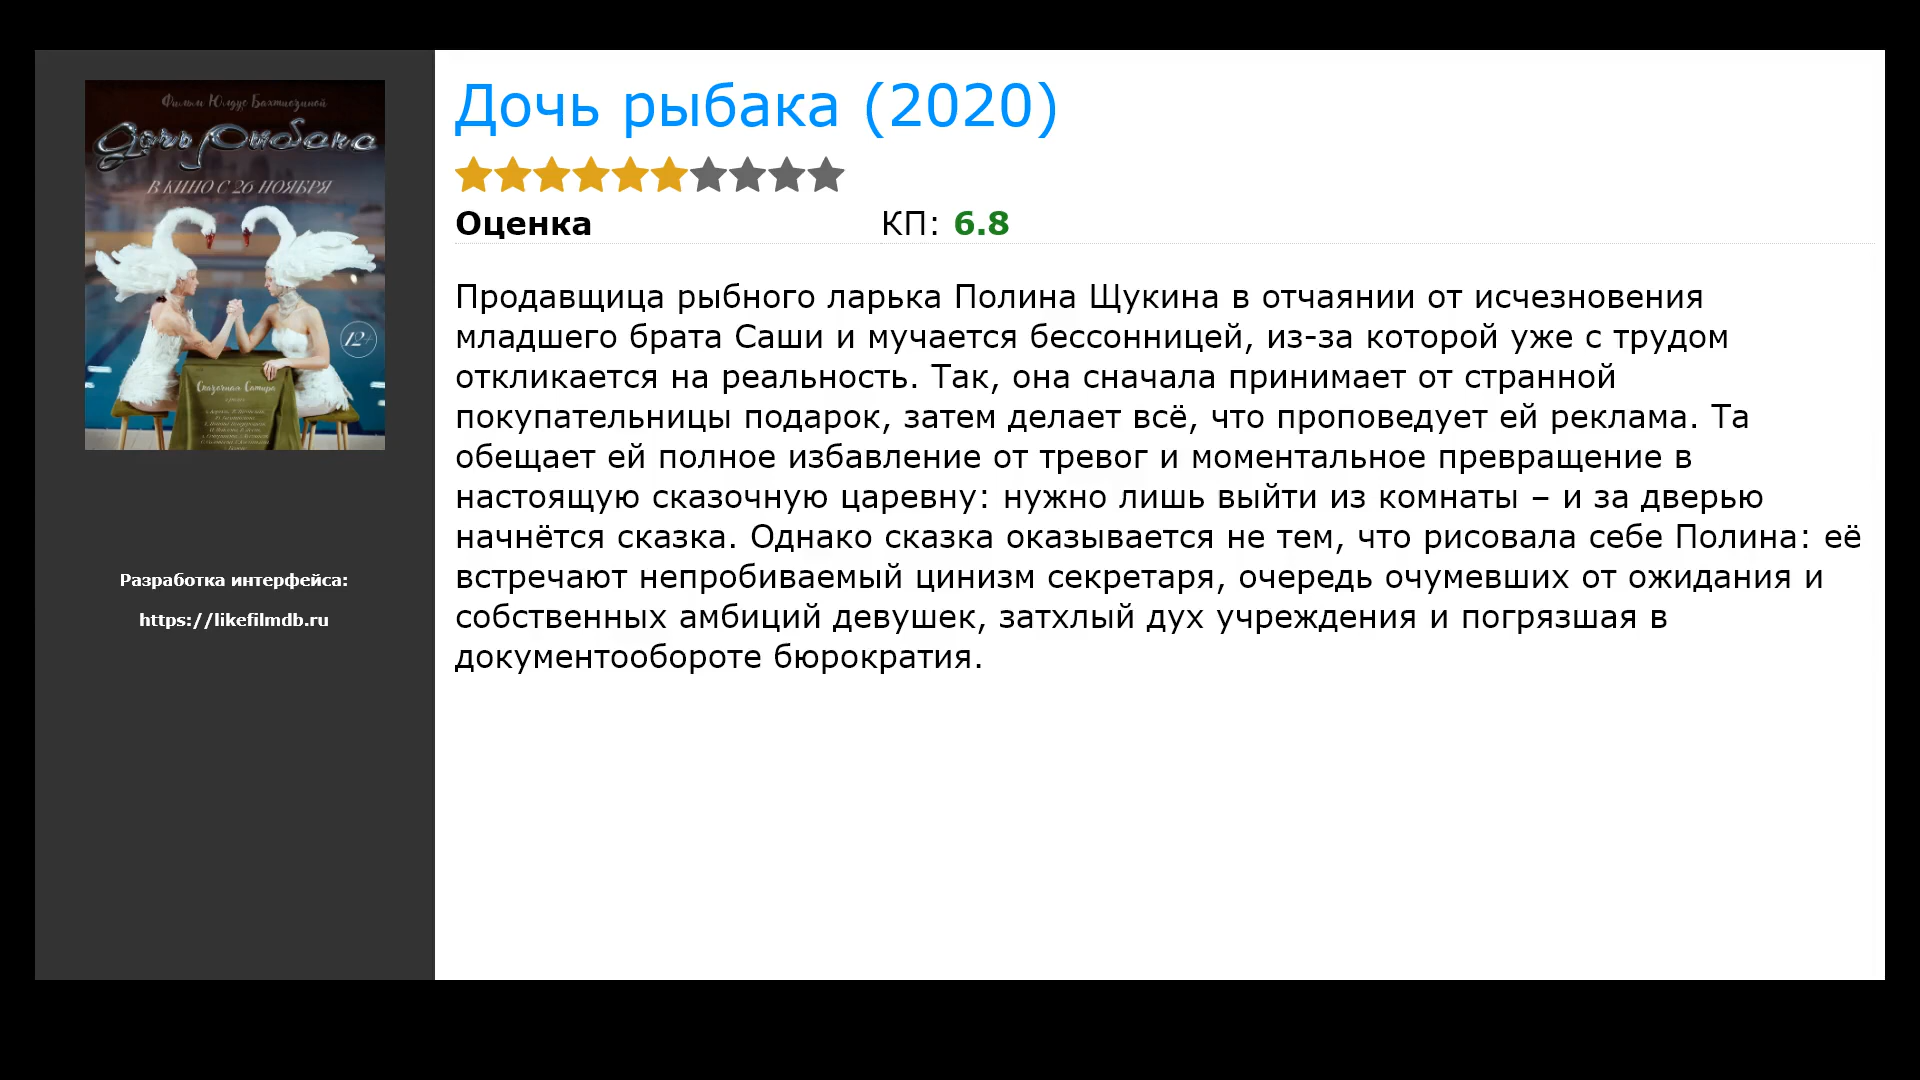 Фильм Юлдус Бахтиозиной
Дочь рыбака
В КИНО С 26 НОЯБРЯ
12+
Сказочная Сатира
Разработка интерфейса:
https://likefilmdb.ru
Дочь рыбака (2020)
Оценка КП: 6.8
Продавщица рыбного ларька Полина Щукина в отчаянии от исчезновения
младшего брата Саши и мучается бессонницей, из-за которой уже с трудом
откликается на реальность. Так, она сначала принимает от странной
покупательницы подарок, затем делает всё, что проповедует ей реклама. Та
обещает ей полное избавление от тревог и моментальное превращение в
настоящую сказочную царевну: нужно лишь выйти из комнаты – и за дверью
начнётся сказка. Однако сказка оказывается не тем, что рисовала себе Полина: её
встречают непробиваемый цинизм секретаря, очередь очумевших от ожидания и
собственных амбиций девушек, затхлый дух учреждения и погрязшая в
документообороте бюрократия.